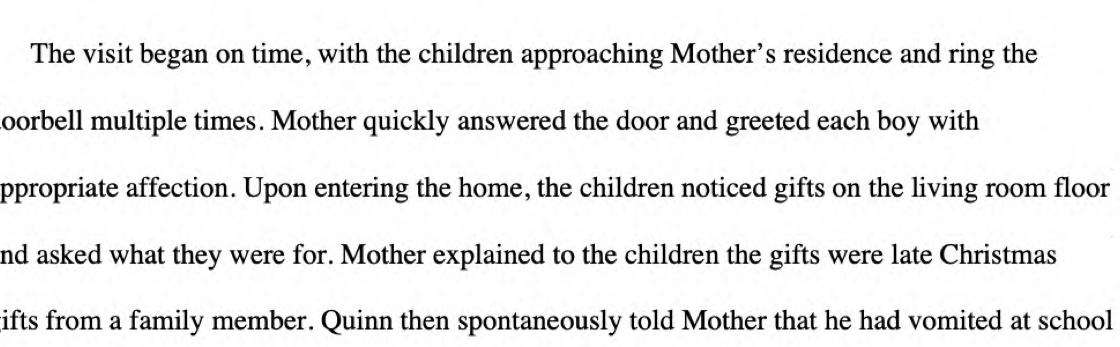 The visit began on time, with the children approaching Mother’s residence and ring the
oorbell multiple times. Mother quickly answered the door and greeted each boy with
ppropriate affection. Upon entering the home, the children noticed gifts on the living room floor
nd asked what they were for. Mother explained to the children the gifts were late Christmas
ifts from a family member. Quinn then spontaneously told Mother that he had vomited at school